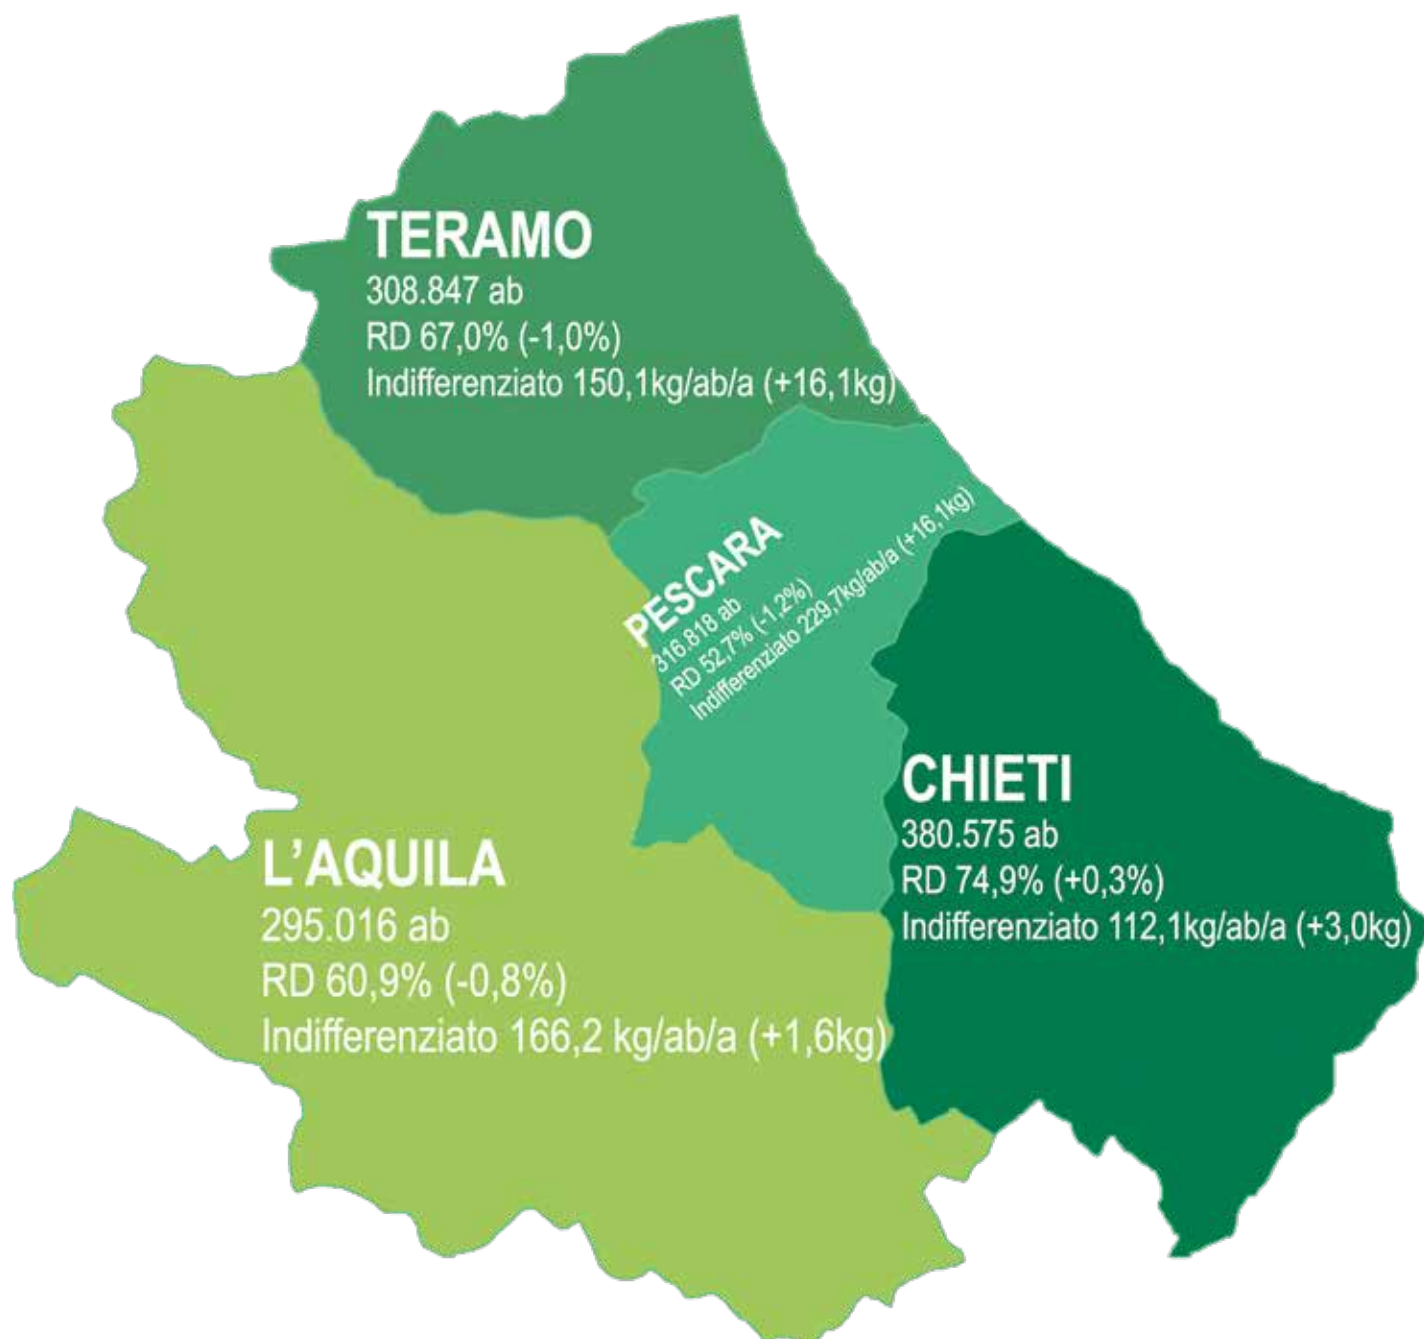 TERAMO
308.847 ab
RD 67,0% (-1,0%)
Indifferenziato 150,1kg/ab/a (+16,1kg)
PESCARA
316.818 ab
RD 52,7% (-1,2%)
Indifferenziato 229,7kg/ab/a (+16,1kg)
CHIETI
380.575 ab
RD 74,9% (+0,3%)
Indifferenziato 112,1kg/ab/a (+3,0kg)
L'AQUILA
295.016 ab
RD 60,9% (-0,8%)
Indifferenziato 166,2 kg/ab/a (+1,6kg)